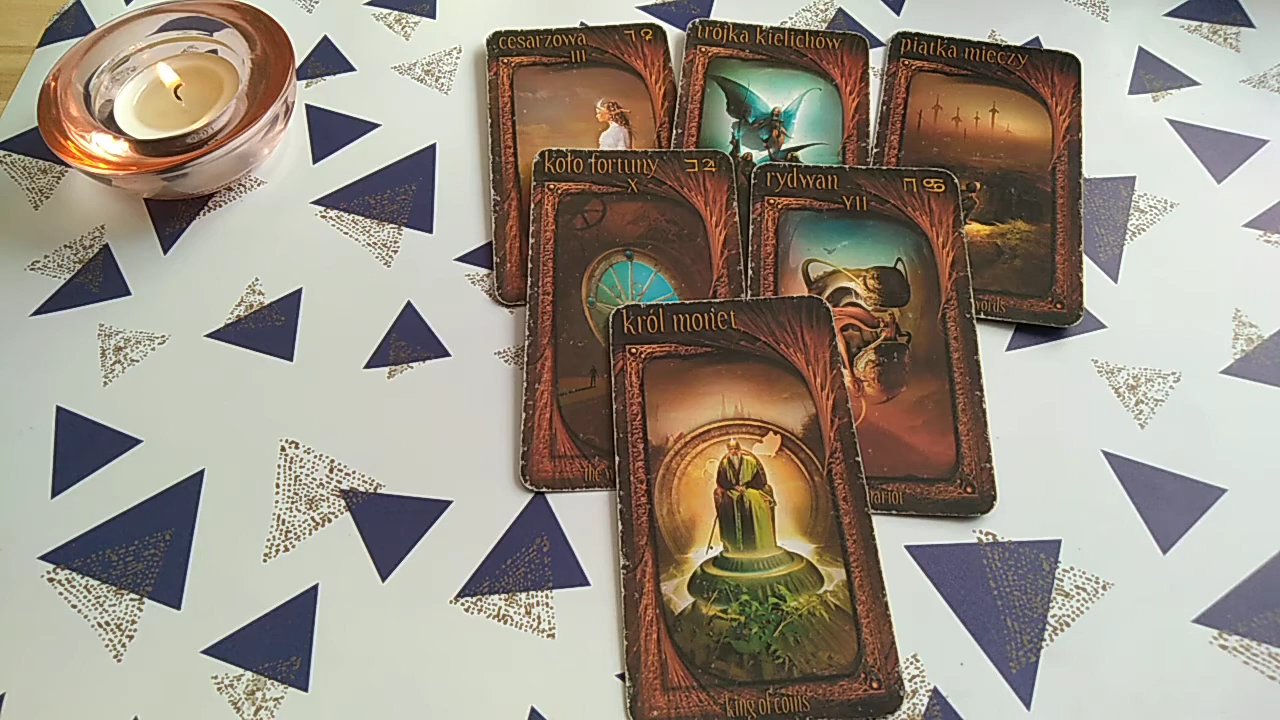 cesarzowa
III
trójka kielichów
piątka mieczy
koło fortuny
X
rydwan
VII
król monet
king of coins